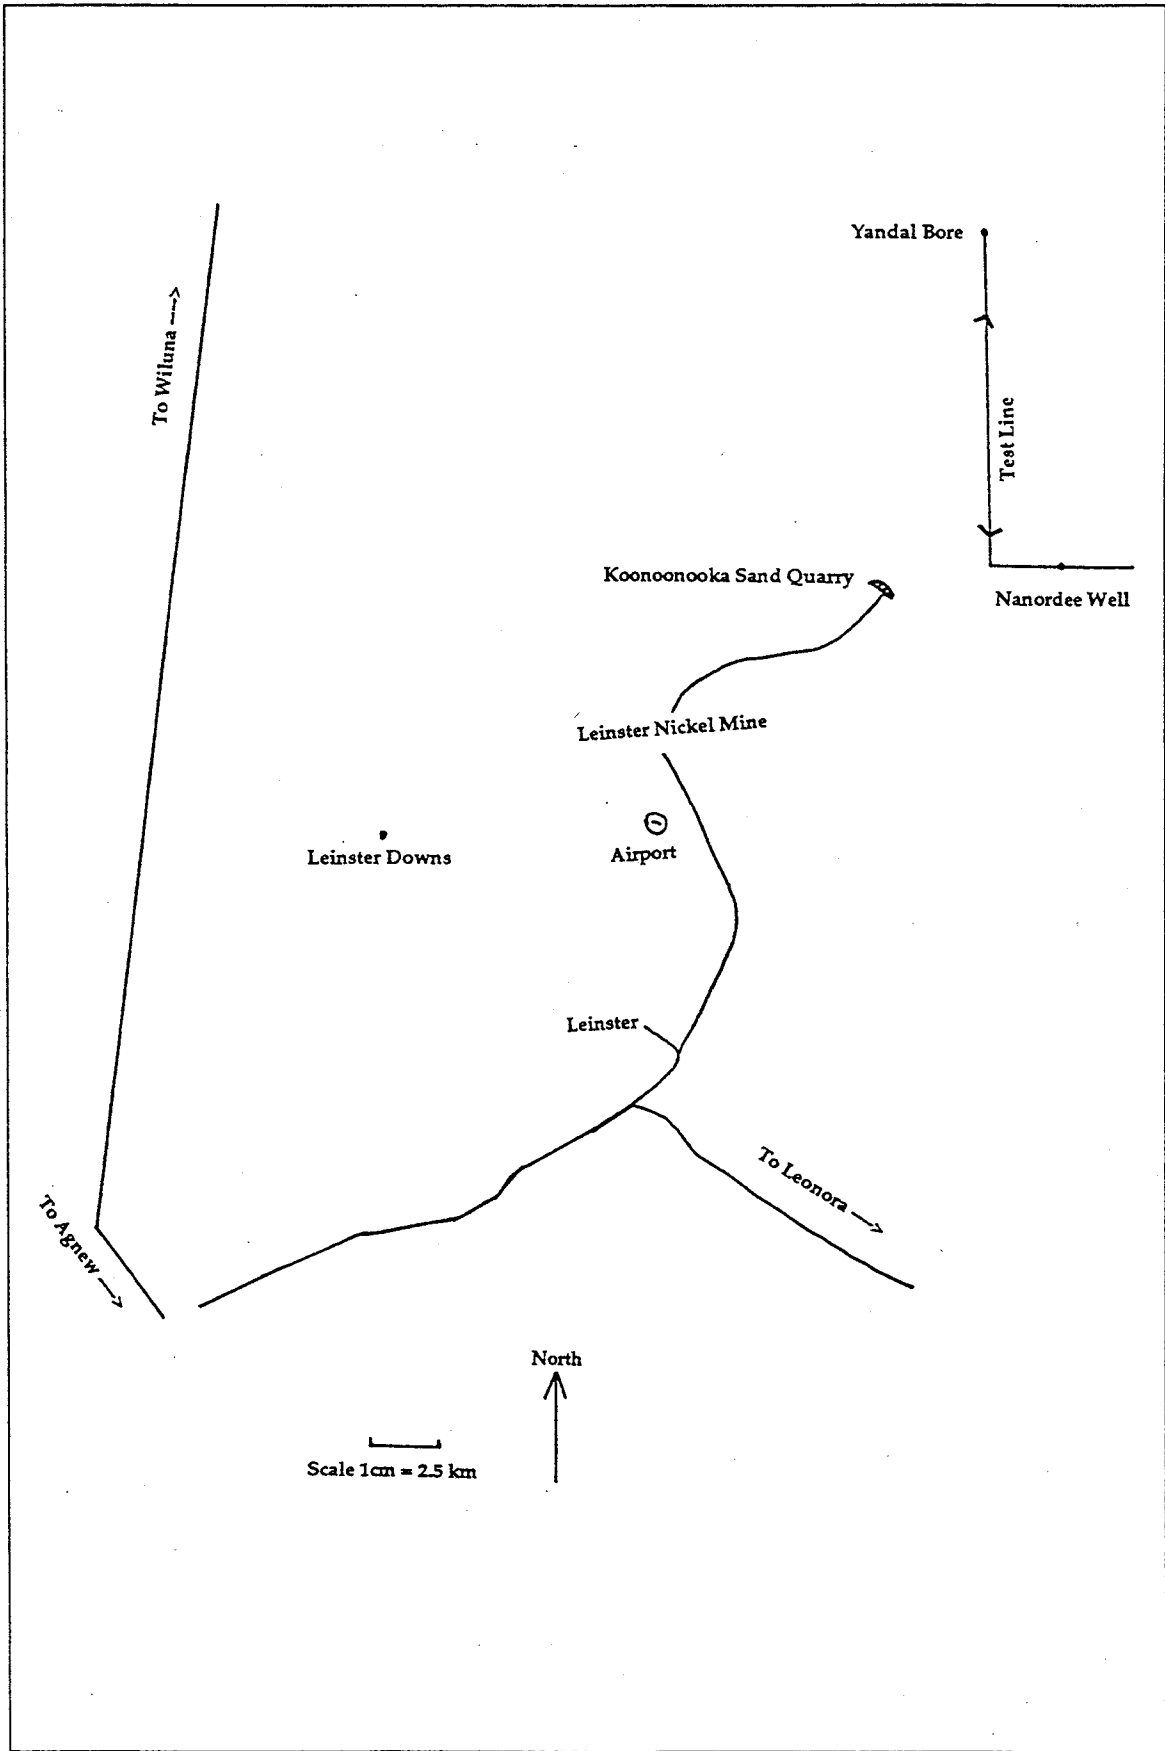 Yandal Bore
To Wiluna --->
Test Line
Koonoonooka Sand Quarry
Nanordee Well
Leinster Nickel Mine
Airport
Leinster Downs
Leinster
To Leonora --->
To Agnew --->
North
Scale 1cm = 2.5 km